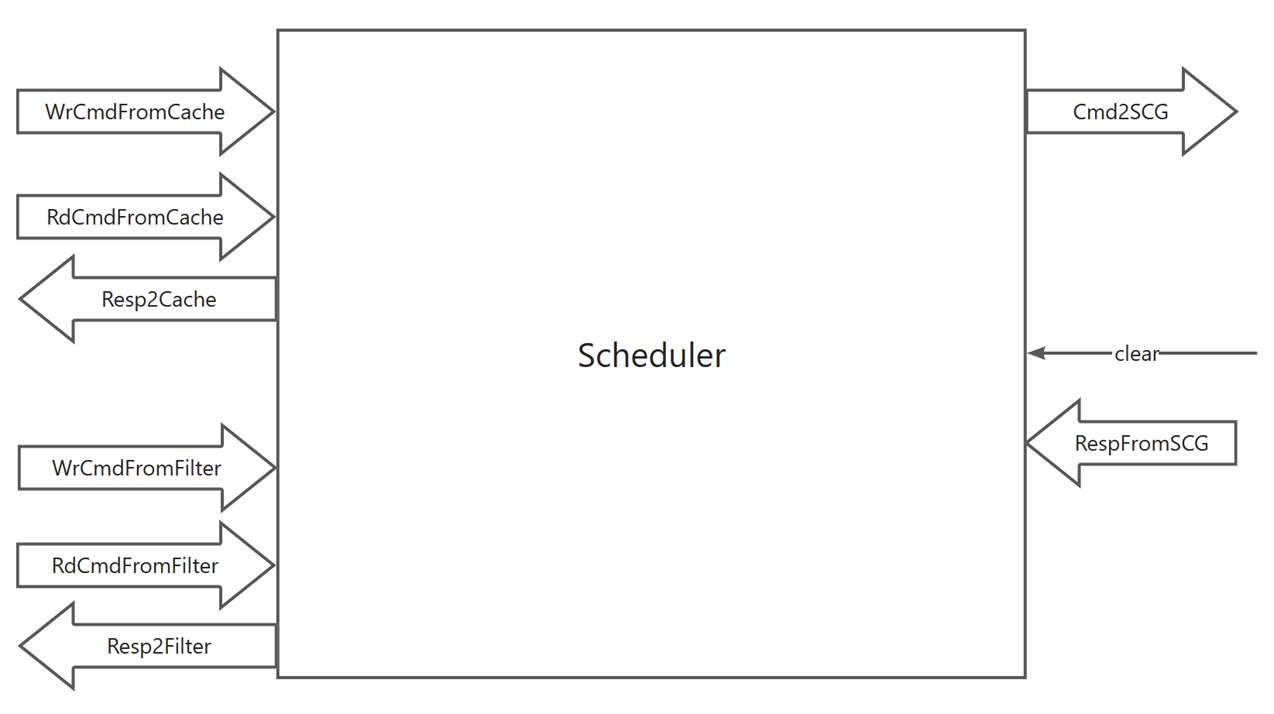 WrCmdFromCache
Cmd2SCG
RdCmdFromCache
Resp2Cache
Scheduler
clear
RespFromSCG
WrCmdFromFilter
RdCmdFromFilter
Resp2Filter